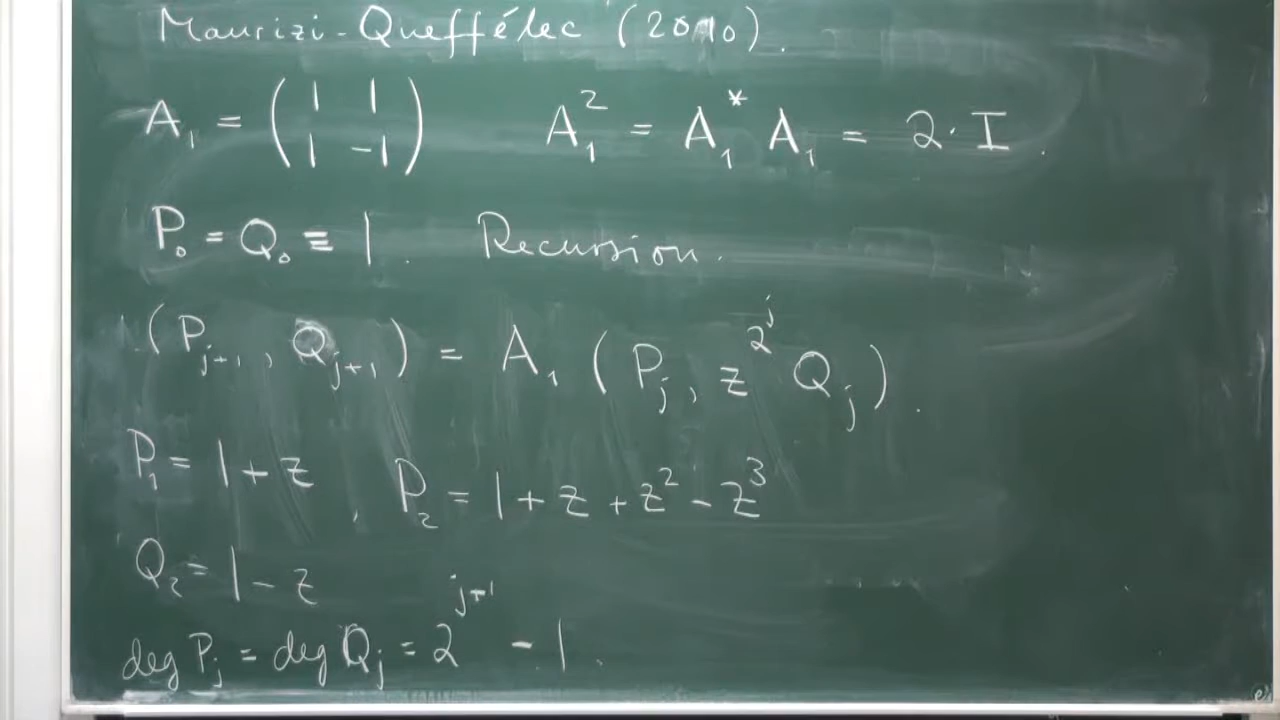 Maurizi-Queffélec (2010).
A₁ = ( 1 1 ; 1 -1 ) A₁² = A₁* A₁ = 2·I.
P₀ = Q₀ ≡ 1. Recursion.
(P_{j+1}, Q_{j+1}) = A₁ (P_j, z^{2^j} Q_j).
P₁ = 1 + z, P₂ = 1 + z + z² - z³
Q₂ = 1 - z
deg P_j = deg Q_j = 2^{j+1} - 1.